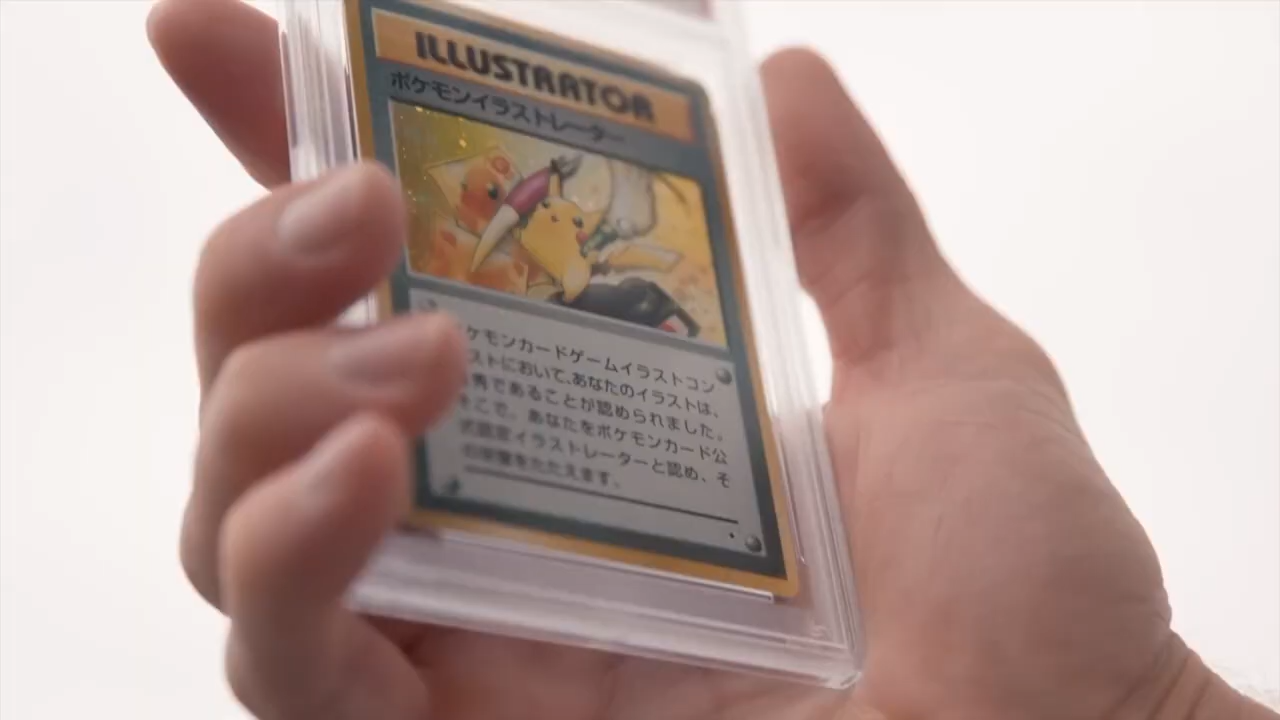 ILLUSTRATOR
ポケモンイラストレーター
ケモンカードゲームイラストコン
ストにおいて、あなたのイラストは、
秀であることが認められました。
そこで、あなたをポケモンカード公
イラストレーターと認め、そ
をたたえます。